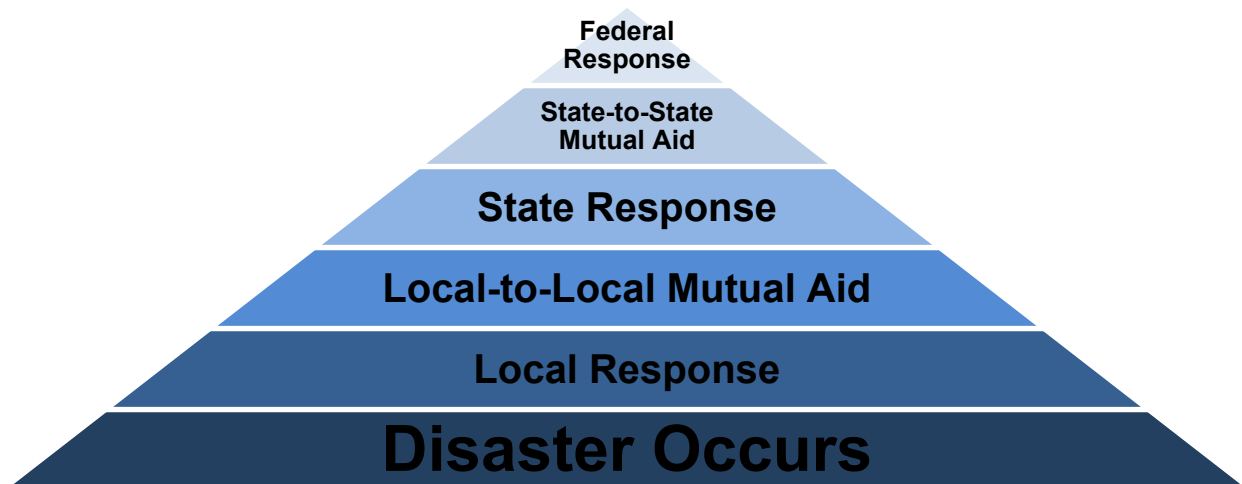 Federal
Response
State-to-State
Mutual Aid
State Response
Local-to-Local Mutual Aid
Local Response
Disaster Occurs